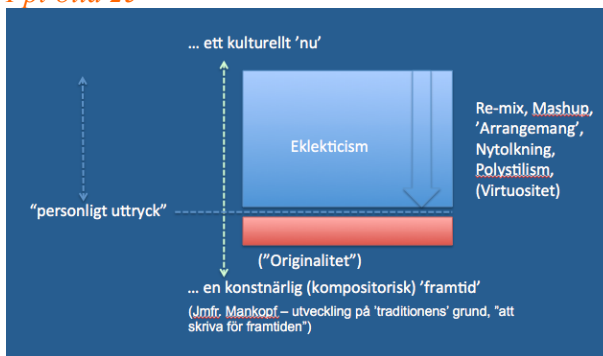 ... ett kulturellt 'nu'
Eklekticism
Re-mix, Mashup,
'Arrangemang',
Nytolkning,
Polystilism,
(Virtuositet)
"personligt uttryck"
("Originalitet")
... en konstnärlig (kompositorisk) 'framtid'
(Jmfr. Mankopf – utveckling på 'traditionens' grund, "att
skriva för framtiden")